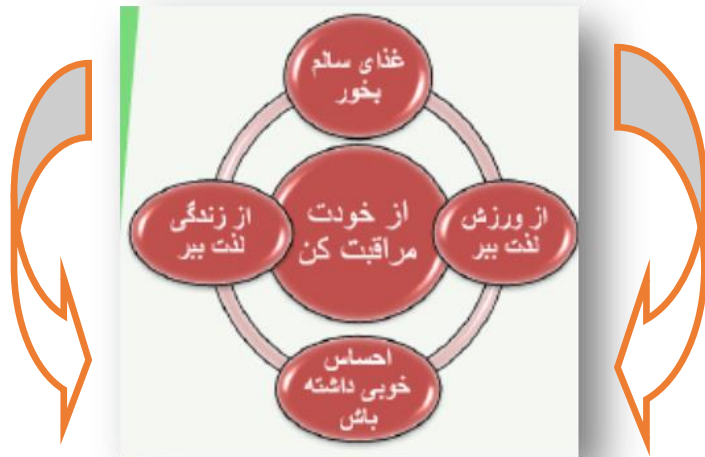 غذای سالم
بخور
از ورزش
لذت ببر
از خودت
مراقبت کن
از زندگی
لذت ببر
احساس
خوبی داشته
باش